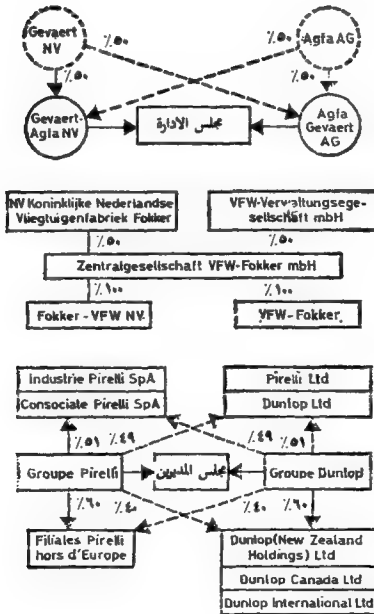 Gevaert
NV
Agfa AG
٪٥٠
٪٥٠
٪٥٠
٪٥٠
Gevaert-
Agfa NV
مجلس الادارة
Agfa
Gevaert
AG
NV Koninklijke Nederlandse
Vliegtuigenfabriek Fokker
VFW-Verwaltungsege-
sellschaft mbH
٪٥٠
٪٥٠
Zentralgesellschaft VFW-Fokker mbH
٪١٠٠
٪١٠٠
Fokker-VFW NV
VFW-Fokker
Industrie Pirelli SpA
Consociate Pirelli SpA
Pirelli Ltd
Dunlop Ltd
٪٥١
٪٤٩
٪٤٩
٪٥١
Groupe Pirelli
مجلس المديرين
Groupe Dunlop
٪٦٠
٪٤٠
٪٤٠
٪٦٠
Filiales Pirelli
hors d'Europe
Dunlop (New Zealand
Holdings) Ltd
Dunlop Canada Ltd
Dunlop International Ltd